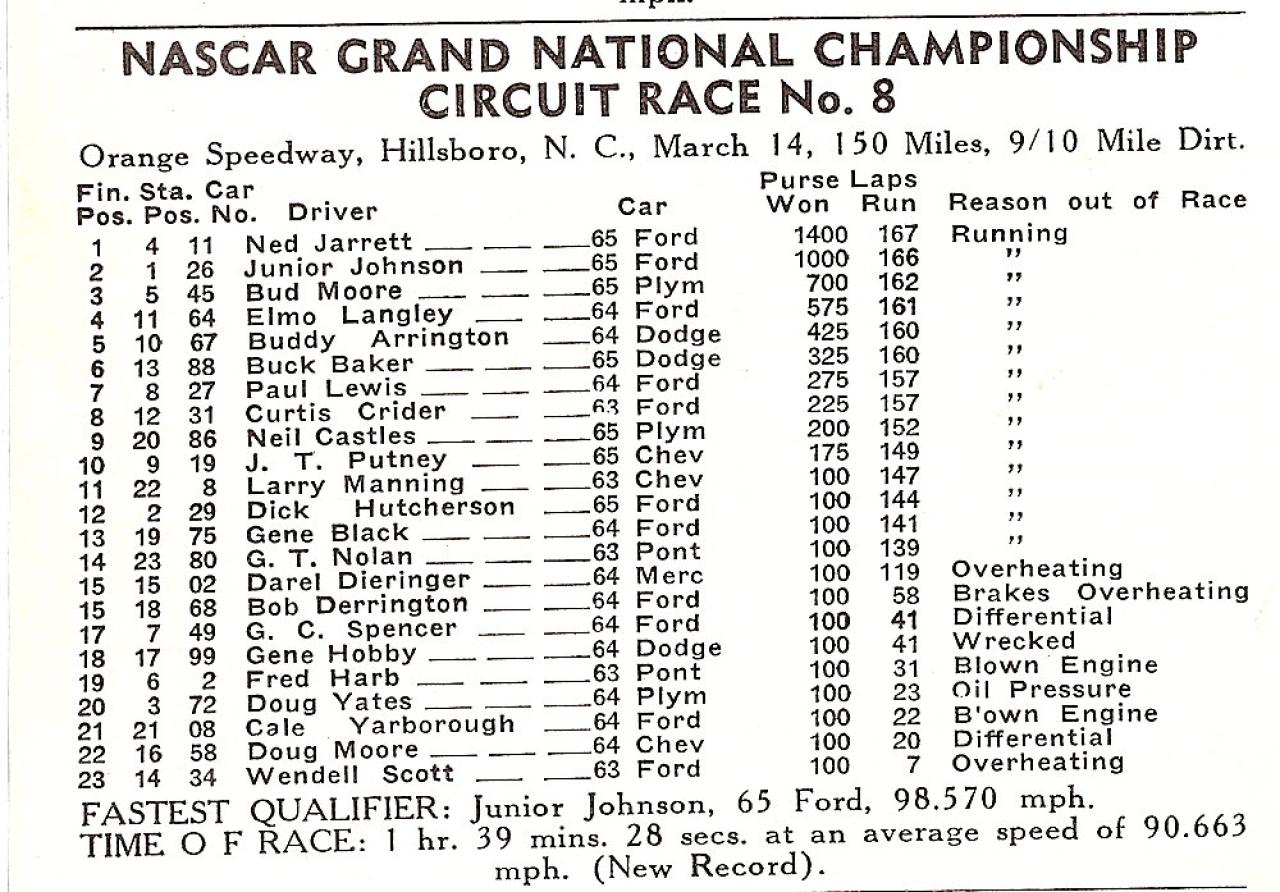 mph.
NASCAR GRAND NATIONAL CHAMPIONSHIP
CIRCUIT RACE No. 8
Orange Speedway, Hillsboro, N. C., March 14, 150 Miles, 9/10 Mile Dirt.
Fin. Sta. Car Purse Laps
Pos. Pos. No. Driver Car Won Run Reason out of Race
1 4 11 Ned Jarrett 65 Ford 1400 167 Running
2 1 26 Junior Johnson 65 Ford 1000 166 ”
3 5 45 Bud Moore 65 Plym 700 162 ”
4 11 64 Elmo Langley 64 Ford 575 161 ”
5 10 67 Buddy Arrington 64 Dodge 425 160 ”
6 13 88 Buck Baker 65 Dodge 325 160 ”
7 8 27 Paul Lewis 64 Ford 275 157 ”
8 12 31 Curtis Crider 63 Ford 225 157 ”
9 20 86 Neil Castles 65 Plym 200 152 ”
10 9 19 J. T. Putney 65 Chev 175 149 ”
11 22 8 Larry Manning 63 Chev 100 147 ”
12 2 29 Dick Hutcherson 65 Ford 100 144 ”
13 19 75 Gene Black 64 Ford 100 141 ”
14 23 80 G. T. Nolan 63 Pont 100 139 ”
15 15 02 Darel Dieringer 64 Merc 100 119 Overheating
15 18 68 Bob Derrington 64 Ford 100 58 Brakes Overheating
17 7 49 G. C. Spencer 64 Ford 100 41 Differential
18 17 99 Gene Hobby 64 Dodge 100 41 Wrecked
19 6 2 Fred Harb 63 Pont 100 31 Blown Engine
20 3 72 Doug Yates 64 Plym 100 23 Oil Pressure
21 21 08 Cale Yarborough 64 Ford 100 22 B'own Engine
22 16 58 Doug Moore 64 Chev 100 20 Differential
23 14 34 Wendell Scott 63 Ford 100 7 Overheating
FASTEST QUALIFIER: Junior Johnson, 65 Ford, 98.570 mph.
TIME O F RACE: 1 hr. 39 mins. 28 secs. at an average speed of 90.663
mph. (New Record).